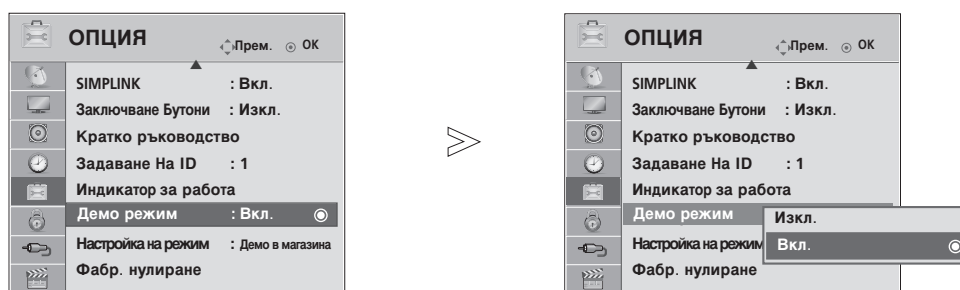 ОПЦИЯ Прем. OK
SIMPLINK : Вкл.
Заключване Бутони : Изкл.
Кратко ръководство
Задаване На ID : 1
Индикатор за работа
Демо режим : Вкл.
Настройка на режим : Демо в магазина
Фабр. нулиране
ОПЦИЯ Прем. OK
SIMPLINK : Вкл.
Заключване Бутони : Изкл.
Кратко ръководство
Задаване На ID : 1
Индикатор за работа
Демо режим
Изкл.
Вкл.
Настройка на режим
Фабр. нулиране